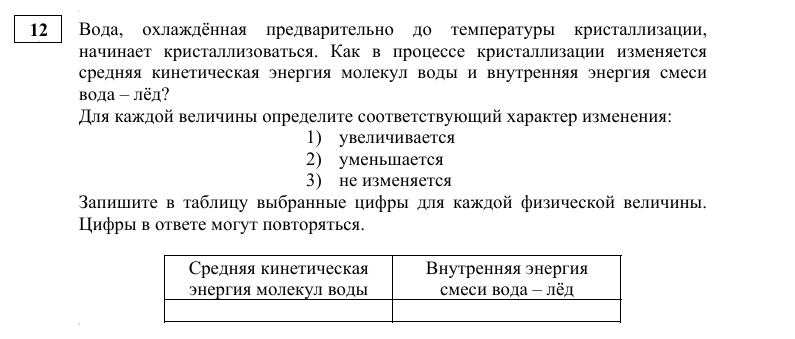 12
Вода, охлаждённая предварительно до температуры кристаллизации,
начинает кристаллизоваться. Как в процессе кристаллизации изменяется
средняя кинетическая энергия молекул воды и внутренняя энергия смеси
вода – лёд?
Для каждой величины определите соответствующий характер изменения:
1) увеличивается
2) уменьшается
3) не изменяется
Запишите в таблицу выбранные цифры для каждой физической величины.
Цифры в ответе могут повторяться.
Средняя кинетическая
энергия молекул воды
Внутренняя энергия
смеси вода – лёд